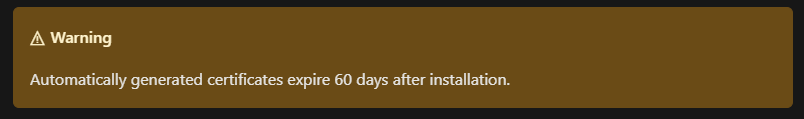 ⚠ Warning
Automatically generated certificates expire 60 days after installation.